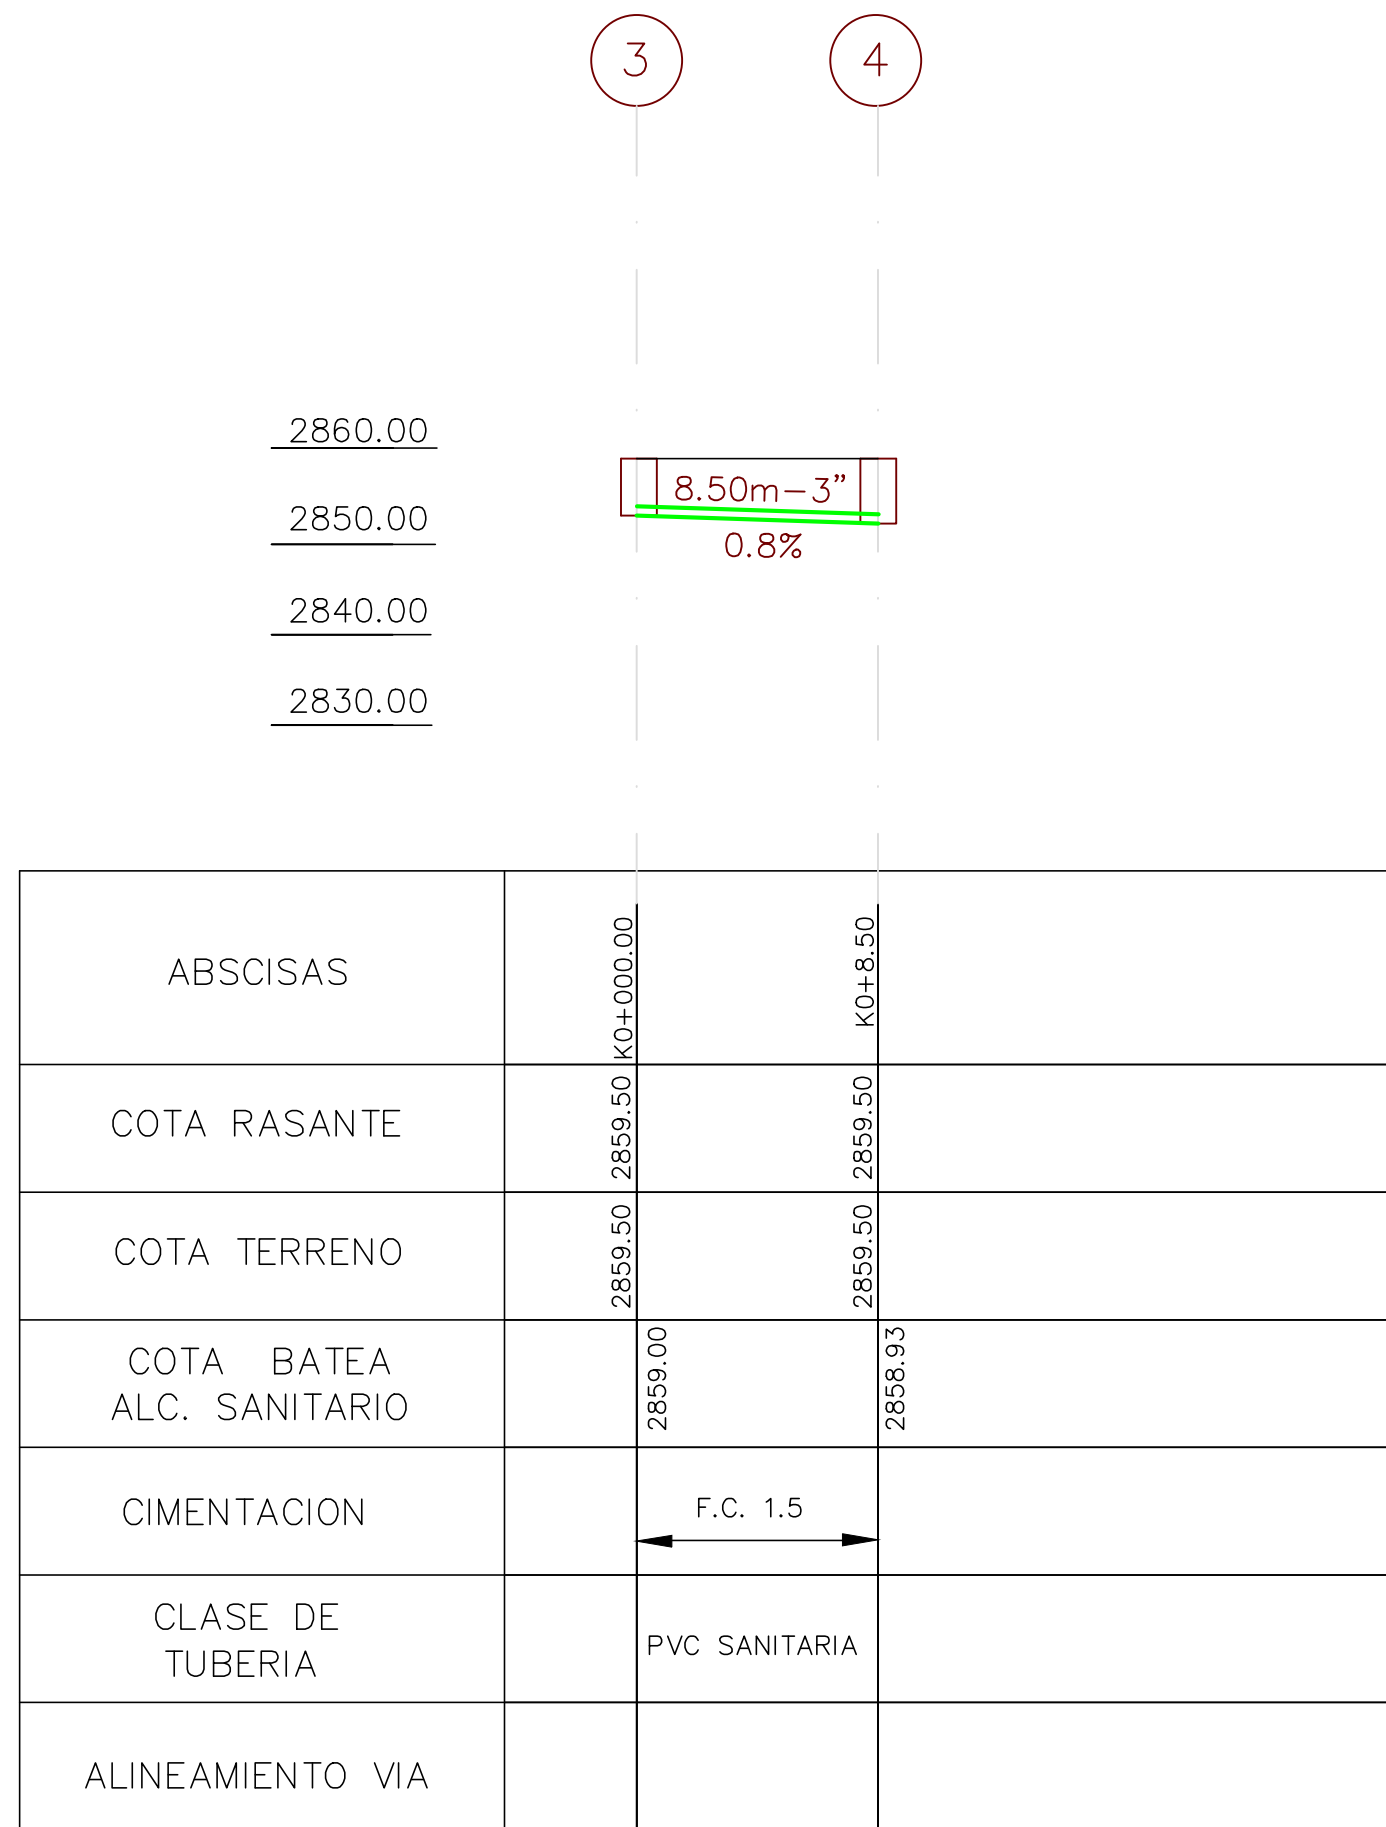 3
4
2860.00
8.50m-3"
2850.00
0.8%
2840.00
2830.00
ABSCISAS
K0+000.00
K0+8.50
COTA RASANTE
2859.50
2859.50
COTA TERRENO
2859.50
2859.50
COTA BATEA
ALC. SANITARIO
2859.00
2858.93
CIMENTACION
F.C. 1.5
CLASE DE
TUBERIA
PVC SANITARIA
ALINEAMIENTO VIA